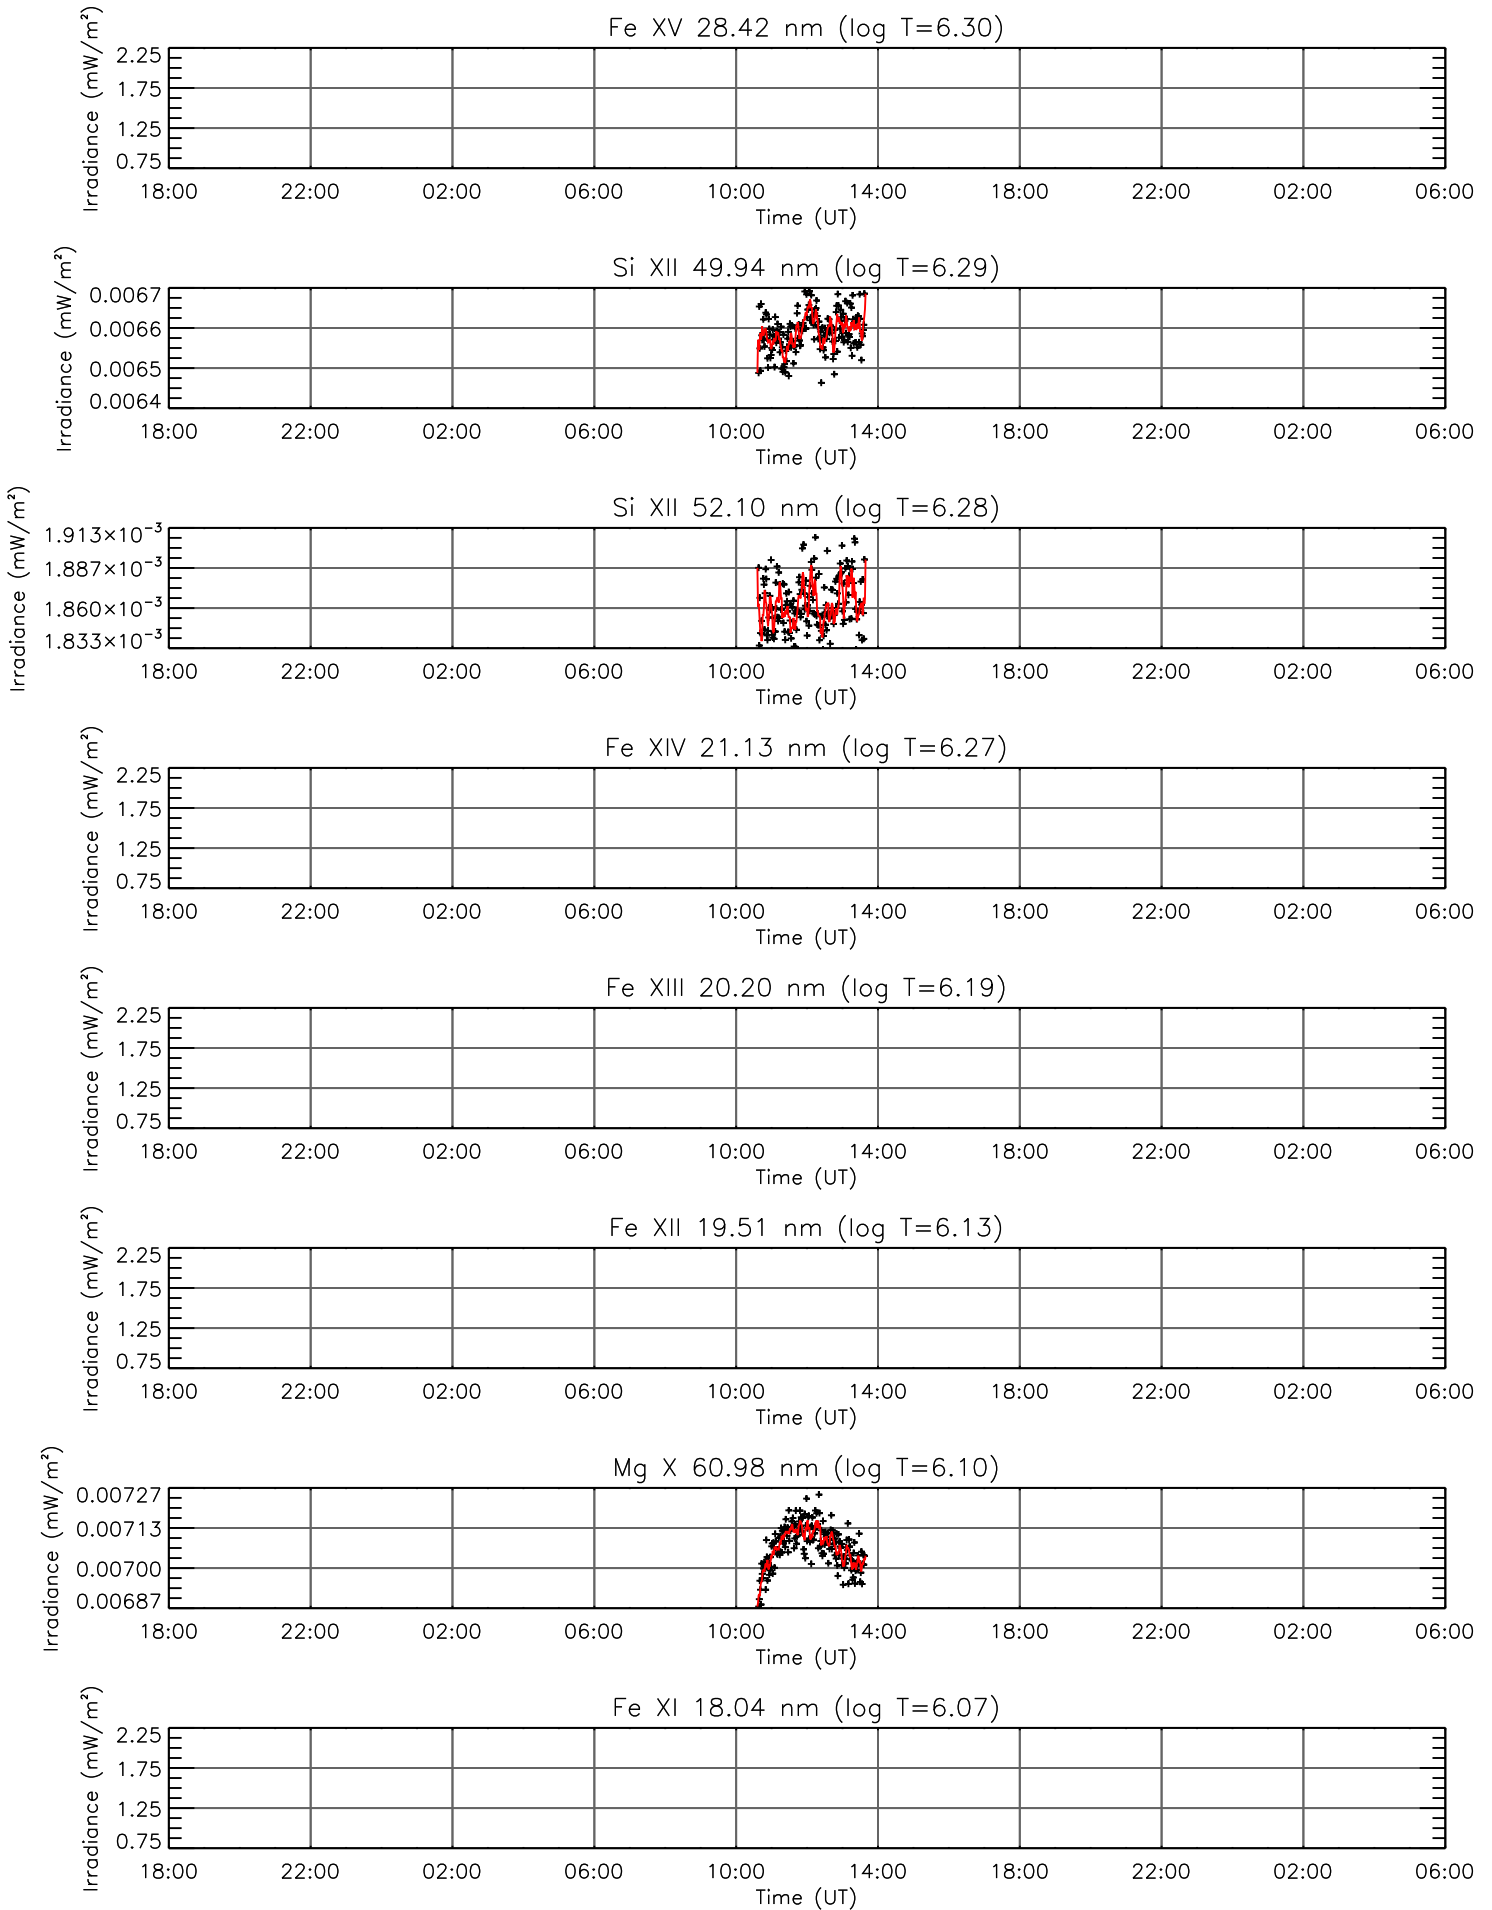 Fe XV 28.42 nm (log T=6.30)
Irradiance (mW/m²)
2.25
1.75
1.25
0.75
18:00 22:00 02:00 06:00 10:00 14:00 18:00 22:00 02:00 06:00
Time (UT)
Si XII 49.94 nm (log T=6.29)
Irradiance (mW/m²)
0.0067
0.0066
0.0065
0.0064
18:00 22:00 02:00 06:00 10:00 14:00 18:00 22:00 02:00 06:00
Time (UT)
Si XII 52.10 nm (log T=6.28)
Irradiance (mW/m²)
1.913×10⁻³
1.887×10⁻³
1.860×10⁻³
1.833×10⁻³
18:00 22:00 02:00 06:00 10:00 14:00 18:00 22:00 02:00 06:00
Time (UT)
Fe XIV 21.13 nm (log T=6.27)
Irradiance (mW/m²)
2.25
1.75
1.25
0.75
18:00 22:00 02:00 06:00 10:00 14:00 18:00 22:00 02:00 06:00
Time (UT)
Fe XIII 20.20 nm (log T=6.19)
Irradiance (mW/m²)
2.25
1.75
1.25
0.75
18:00 22:00 02:00 06:00 10:00 14:00 18:00 22:00 02:00 06:00
Time (UT)
Fe XII 19.51 nm (log T=6.13)
Irradiance (mW/m²)
2.25
1.75
1.25
0.75
18:00 22:00 02:00 06:00 10:00 14:00 18:00 22:00 02:00 06:00
Time (UT)
Mg X 60.98 nm (log T=6.10)
Irradiance (mW/m²)
0.00727
0.00713
0.00700
0.00687
18:00 22:00 02:00 06:00 10:00 14:00 18:00 22:00 02:00 06:00
Time (UT)
Fe XI 18.04 nm (log T=6.07)
Irradiance (mW/m²)
2.25
1.75
1.25
0.75
18:00 22:00 02:00 06:00 10:00 14:00 18:00 22:00 02:00 06:00
Time (UT)